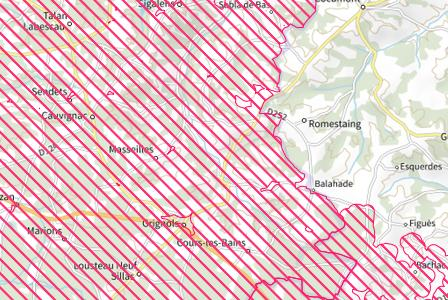 Talan
Labescau
Sigalens
Cocumont
Sendets
Cauvignac
D252
Romestaing
Masseilles
Esquerdes
Balahade
Grignols
Marions
Figués
Cours-les-Bains
Lousteau Neuf
Sillas